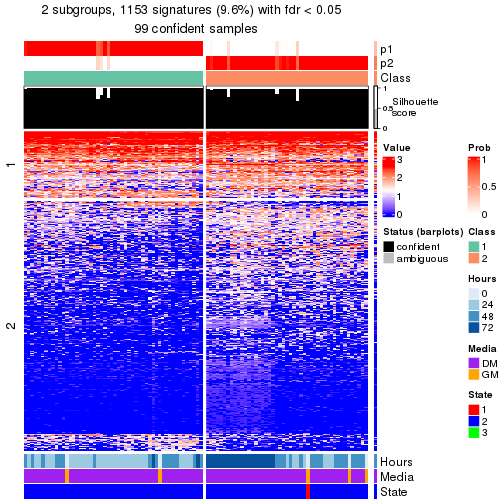 2 subgroups, 1153 signatures (9.6%) with fdr < 0.05
99 confident samples
p1
p2
Class
1
0.5
0
Silhouette
score
1
2
Value
3
2
1
0
Prob
1
0.5
0
Status (barplots)
confident
ambiguous
Class
1
2
Hours
0
24
48
72
Media
DM
GM
State
1
2
3
Hours
Media
State